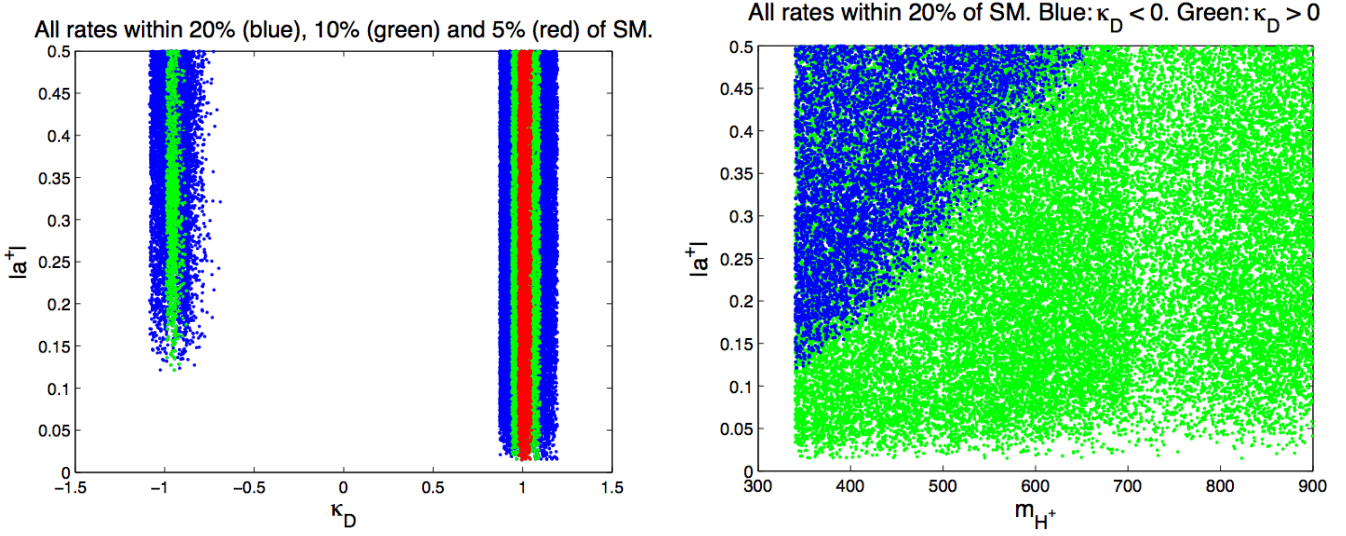 All rates within 20% (blue), 10% (green) and 5% (red) of SM.
0.5
0.45
0.4
0.35
0.3
0.25
0.2
0.15
0.1
0.05
0
|a⁺|
−1.5 −1 −0.5 0 0.5 1 1.5
κ_D
All rates within 20% of SM. Blue: κ_D < 0. Green: κ_D > 0
0.5
0.45
0.4
0.35
0.3
0.25
0.2
0.15
0.1
0.05
0
|a⁺|
300 400 500 600 700 800 900
m_H⁺